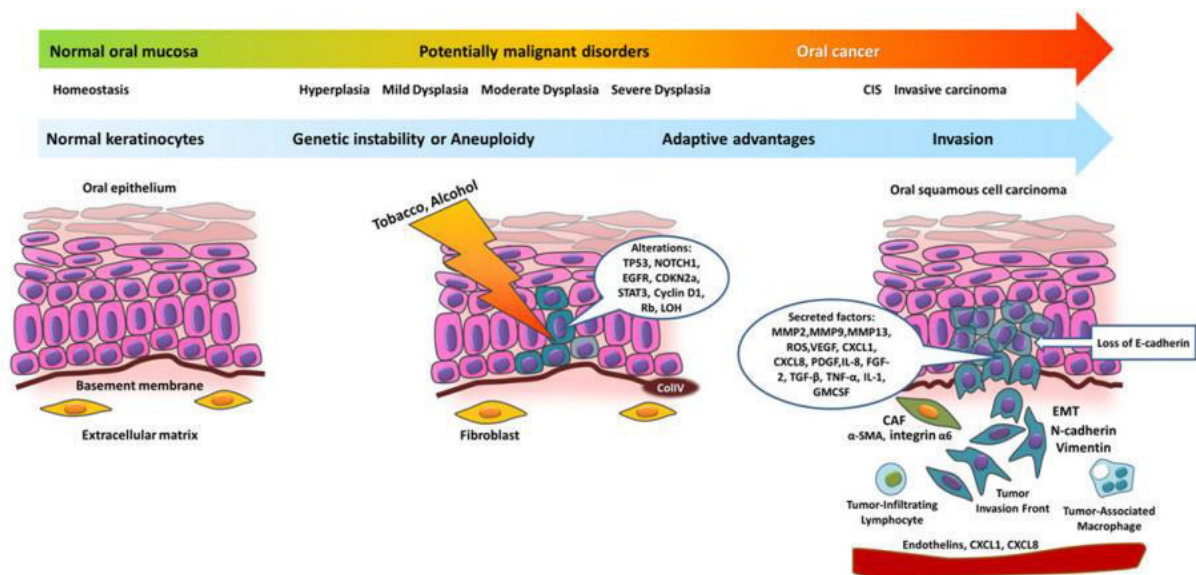 Normal oral mucosa
Potentially malignant disorders
Oral cancer
Homeostasis
Hyperplasia
Mild Dysplasia
Moderate Dysplasia
Severe Dysplasia
CIS
Invasive carcinoma
Normal keratinocytes
Genetic instability or Aneuploidy
Adaptive advantages
Invasion
Oral epithelium
Basement membrane
Extracellular matrix
Tobacco, Alcohol
Alterations:
TP53, NOTCH1,
EGFR, CDKN2a,
STAT3, Cyclin D1,
Rb, LOH
ColIV
Fibroblast
Oral squamous cell carcinoma
Secreted factors:
MMP2,MMP9,MMP13,
ROS,VEGF, CXCL1,
CXCL8, PDGF,IL-8, FGF-
2, TGF-β, TNF-α, IL-1,
GMCSF
Loss of E-cadherin
CAF
α-SMA, integrin α6
EMT
N-cadherin
Vimentin
Tumor-Infiltrating
Lymphocyte
Tumor
Invasion Front
Tumor-Associated
Macrophage
Endothelins, CXCL1, CXCL8